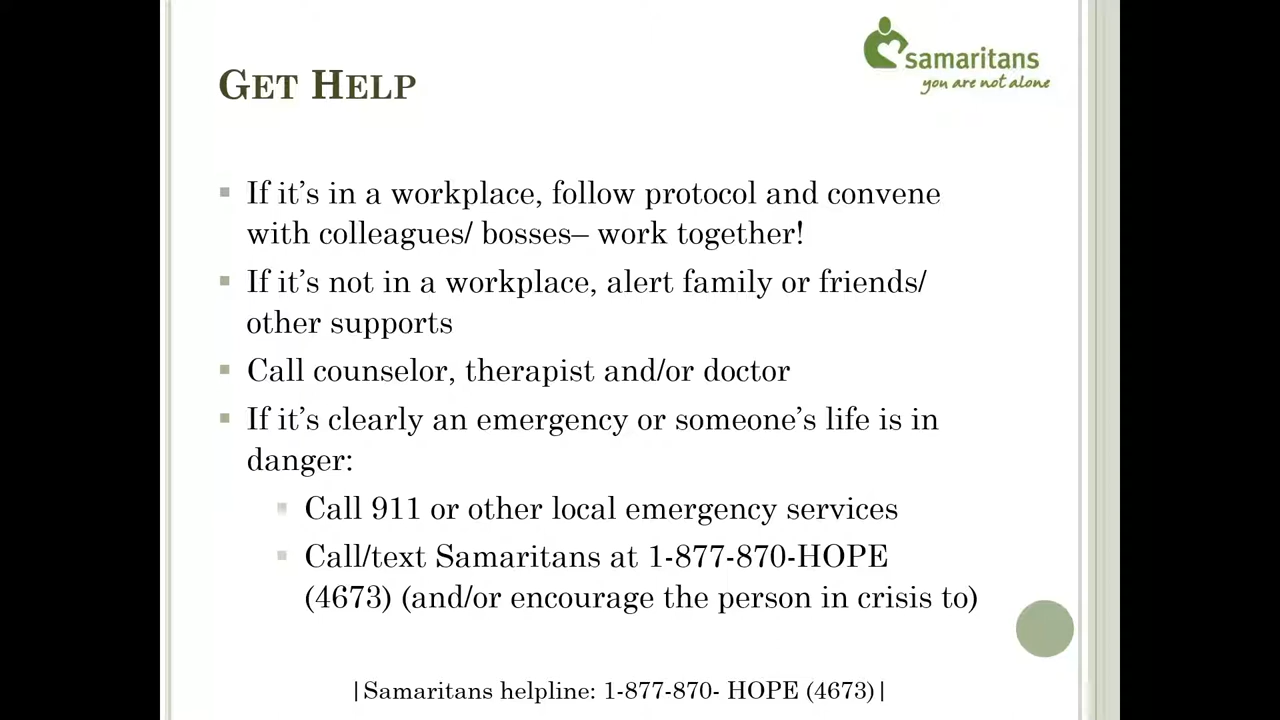 samaritans
you are not alone
GET HELP
If it’s in a workplace, follow protocol and convene
with colleagues/ bosses– work together!
If it’s not in a workplace, alert family or friends/
other supports
Call counselor, therapist and/or doctor
If it’s clearly an emergency or someone’s life is in
danger:
Call 911 or other local emergency services
Call/text Samaritans at 1-877-870-HOPE
(4673) (and/or encourage the person in crisis to)
|Samaritans helpline: 1-877-870- HOPE (4673)|